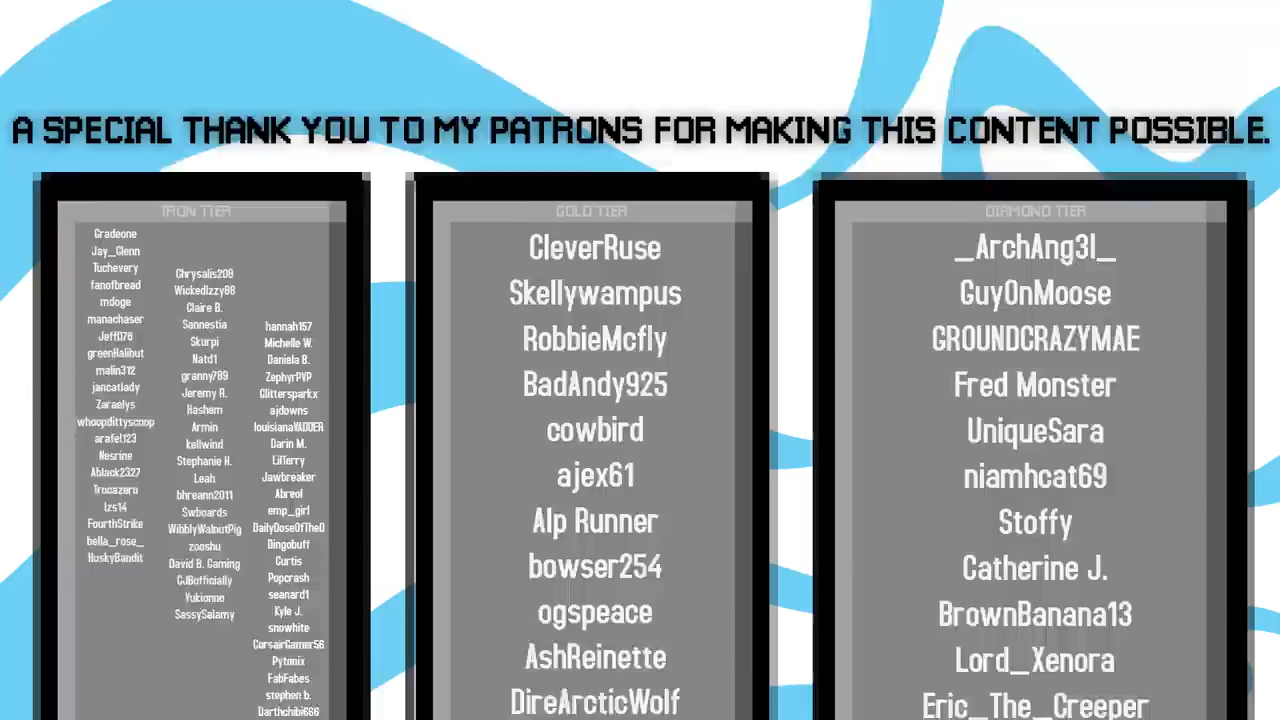 A SPECIAL THANK YOU TO MY PATRONS FOR MAKING THIS CONTENT POSSIBLE.
IRON TIER
Gradeone
Jay_Glenn
Tuchevery
fanofbread
mdoge
manachaser
Jeff076
greenHalibut
malin312
jancatlady
Zaraelys
whoopdittyscoop
arafel123
Nesrine
Ablack2327
Trocazero
Izs14
FourthStrike
bella_rose_
HuskyBandit
Chrysalis208
WickedIzzy88
Claire B.
Sannestia
Skurpi
Natd1
granny789
Jeremy R.
Hashem
Armin
kellwind
Stephanie H.
Leah
bhreann2011
Swboards
WibblyWalnutPig
zooshu
David B. Gaming
CJBofficially
Yukionne
SassySalamy
hannah157
Michelle W.
Daniela B.
ZephyrPVP
Glittersparkx
ajdowns
louisianaVADDER
Darin M.
LilTerry
Jawbreaker
Abreol
emp_girl
DailyDoseOfTheD
Dingobuff
Curtis
Popcrash
seanard1
Kyle J.
snowhite
CorsairGamer56
Pytonix
FabFabes
stephen b.
Darthchibi666
GOLD TIER
CleverRuse
Skellywampus
RobbieMcfly
BadAndy925
cowbird
ajex61
Alp Runner
bowser254
ogspeace
AshReinette
DireArcticWolf
DIAMOND TIER
_ArchAng3l_
GuyOnMoose
GROUNDCRAZYMAE
Fred Monster
UniqueSara
niamhcat69
Stoffy
Catherine J.
BrownBanana13
Lord_Xenora
Eric_The_Creeper